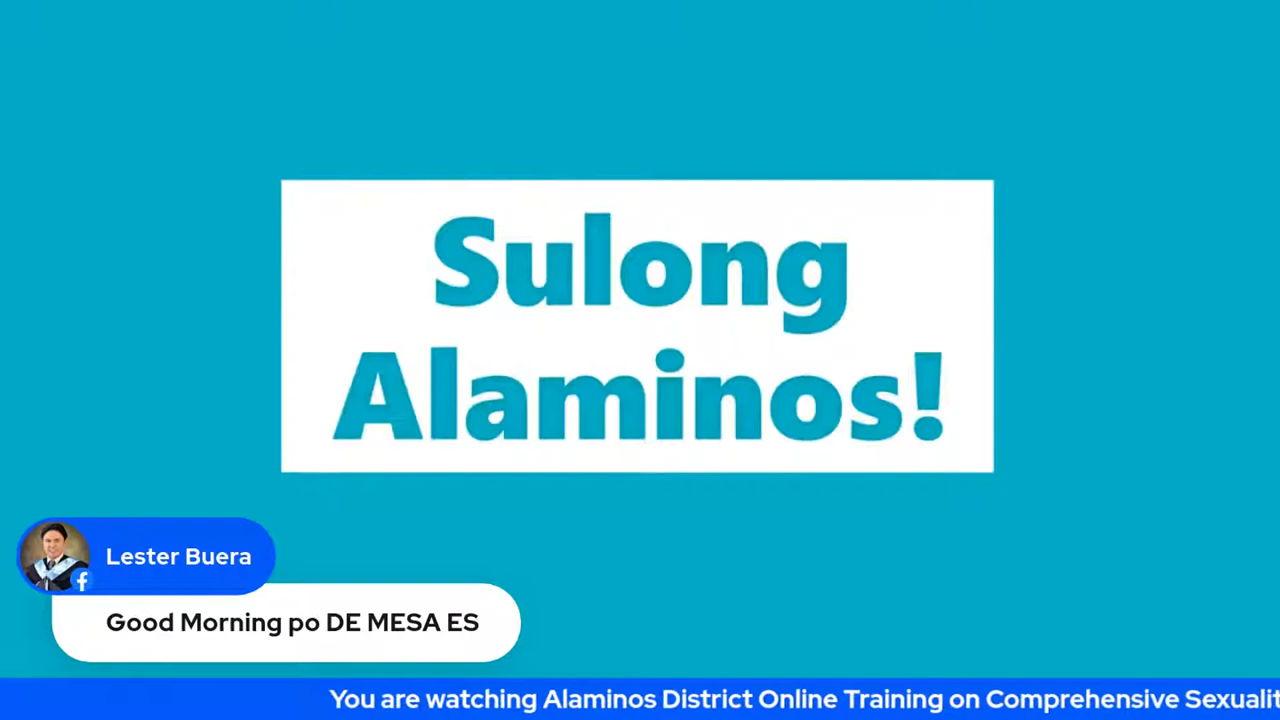 Sulong
Alaminos!
Lester Buera
Good Morning po DE MESA ES
You are watching Alaminos District Online Training on Comprehensive